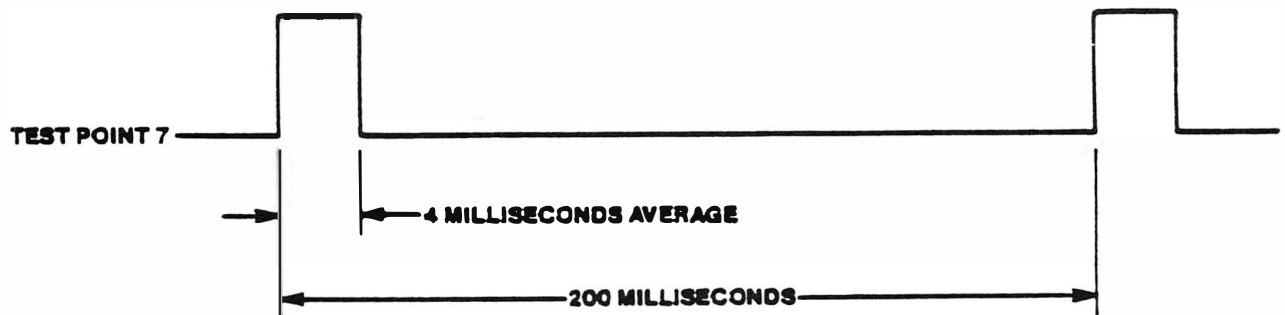 TEST POINT 7
4 MILLISECONDS AVERAGE
200 MILLISECONDS